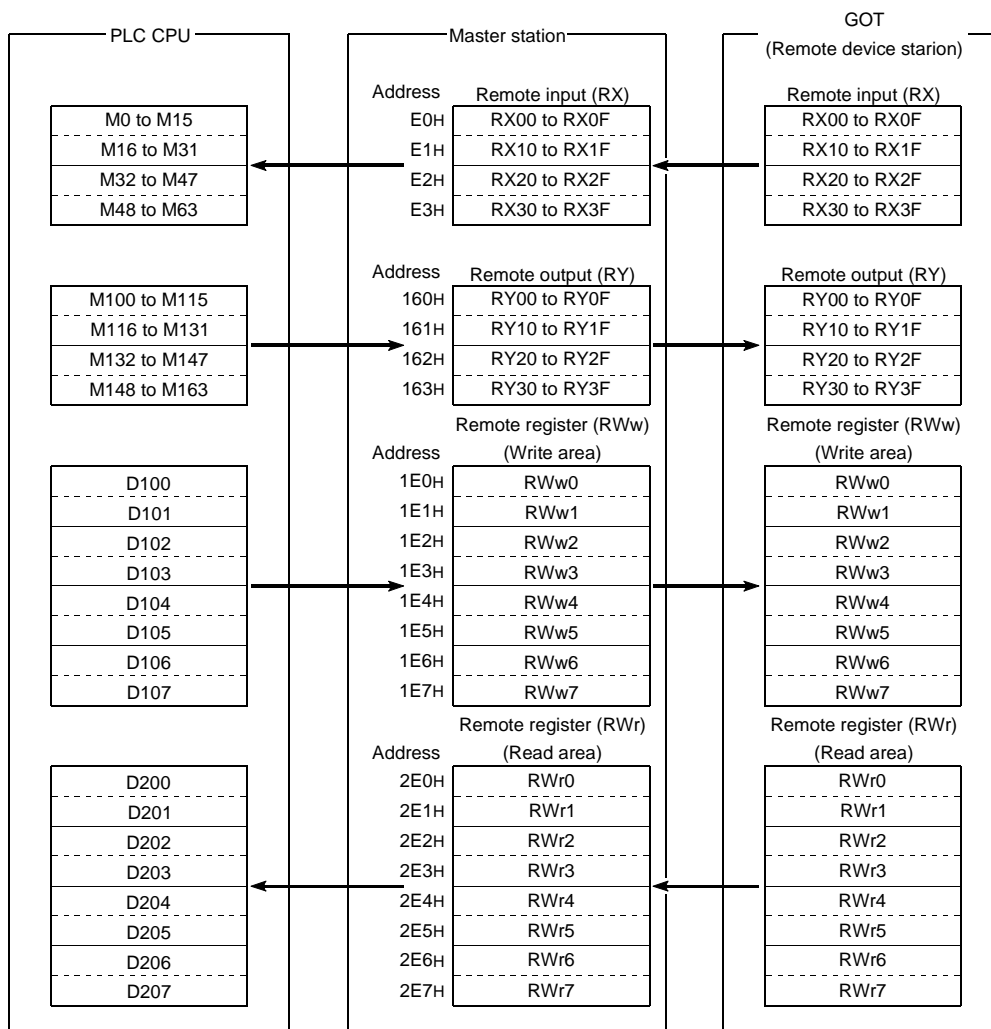 PLC CPU Master station GOT
(Remote device starion)
Address Remote input (RX) Remote input (RX)
M0 to M15 E0H RX00 to RX0F RX00 to RX0F
M16 to M31 E1H RX10 to RX1F RX10 to RX1F
M32 to M47 E2H RX20 to RX2F RX20 to RX2F
M48 to M63 E3H RX30 to RX3F RX30 to RX3F
Address Remote output (RY) Remote output (RY)
M100 to M115 160H RY00 to RY0F RY00 to RY0F
M116 to M131 161H RY10 to RY1F RY10 to RY1F
M132 to M147 162H RY20 to RY2F RY20 to RY2F
M148 to M163 163H RY30 to RY3F RY30 to RY3F
Remote register (RWw) Remote register (RWw)
Address (Write area) (Write area)
D100 1E0H RWw0 RWw0
D101 1E1H RWw1 RWw1
D102 1E2H RWw2 RWw2
D103 1E3H RWw3 RWw3
D104 1E4H RWw4 RWw4
D105 1E5H RWw5 RWw5
D106 1E6H RWw6 RWw6
D107 1E7H RWw7 RWw7
Remote register (RWr) Remote register (RWr)
Address (Read area) (Read area)
D200 2E0H RWr0 RWr0
D201 2E1H RWr1 RWr1
D202 2E2H RWr2 RWr2
D203 2E3H RWr3 RWr3
D204 2E4H RWr4 RWr4
D205 2E5H RWr5 RWr5
D206 2E6H RWr6 RWr6
D207 2E7H RWr7 RWr7